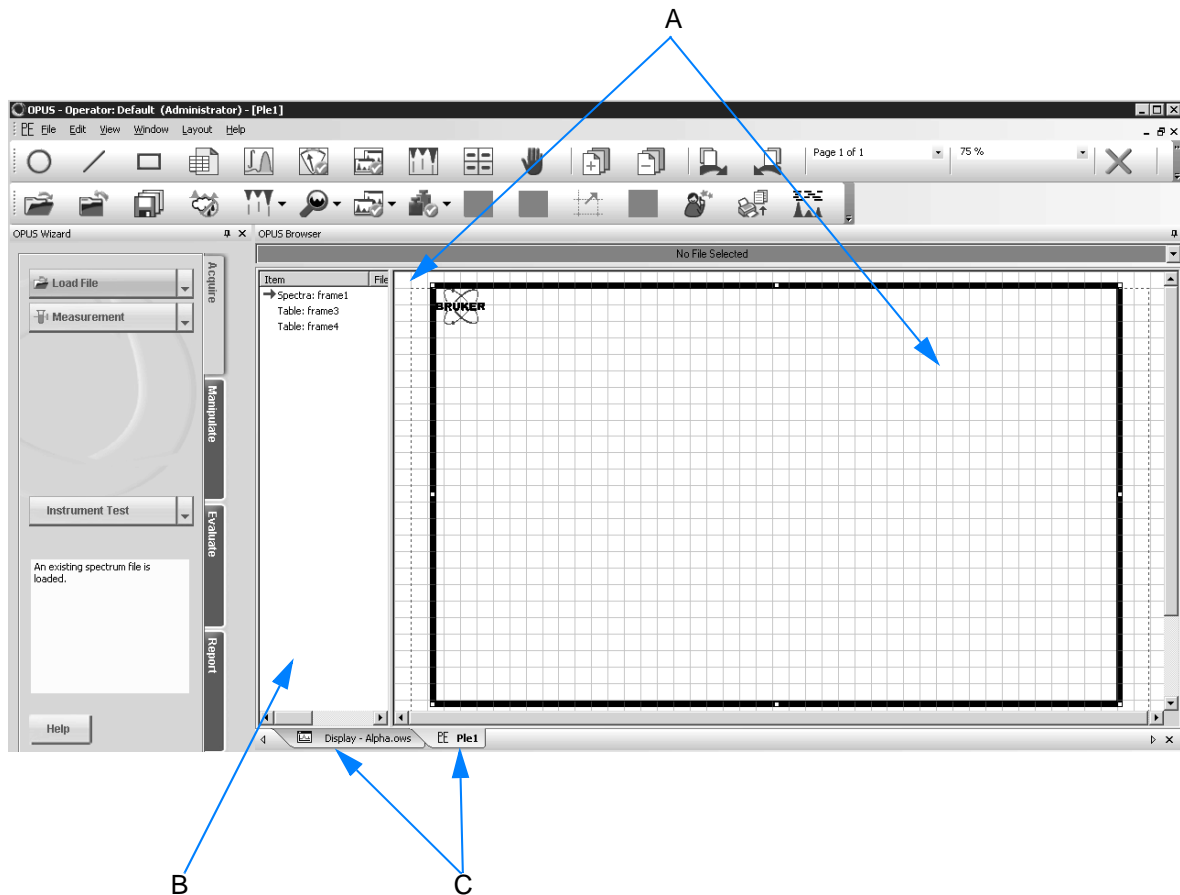 A
OPUS - Operator: Default (Administrator) - [Ple1]
PE File Edit View Window Layout Help
Page 1 of 1 75 %
OPUS Wizard
OPUS Browser
No File Selected
Load File
Measurement
Instrument Test
An existing spectrum file is
loaded.
Help
Acquire
Manipulate
Evaluate
Report
Item File
Spectra: frame1
Table: frame3
Table: frame4
BRUKER
Display - Alpha.ows PE Ple1
B C